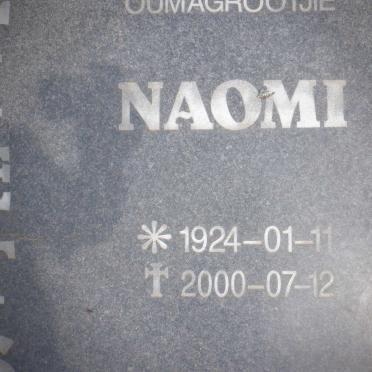 OUMAGROOTJIE
NAOMI
* 1924-01-11
2000-07-12